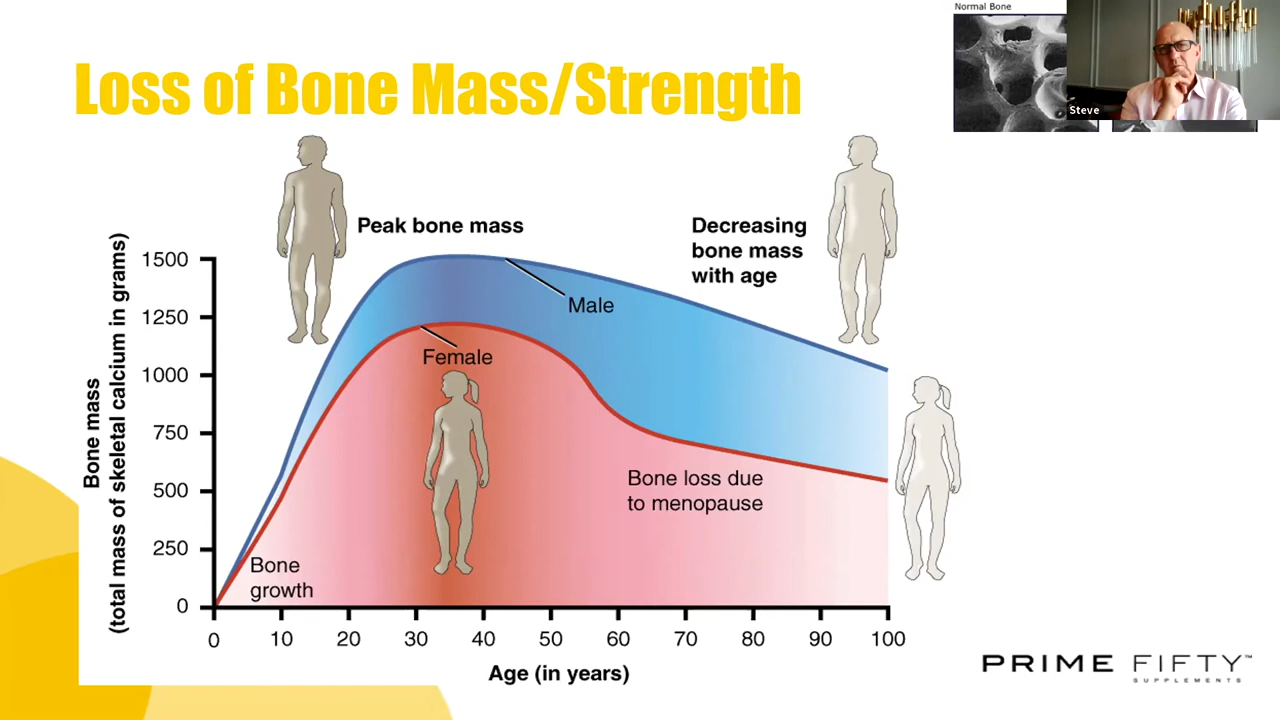 Normal Bone
Steve
Loss of Bone Mass/Strength
Peak bone mass
Decreasing
bone mass
with age
Bone mass
(total mass of skeletal calcium in grams)
1500
1250
1000
750
500
250
0
Male
Female
Bone loss due
to menopause
Bone
growth
0 10 20 30 40 50 60 70 80 90 100
Age (in years)
PRIME FIFTY™
SUPPLEMENTS